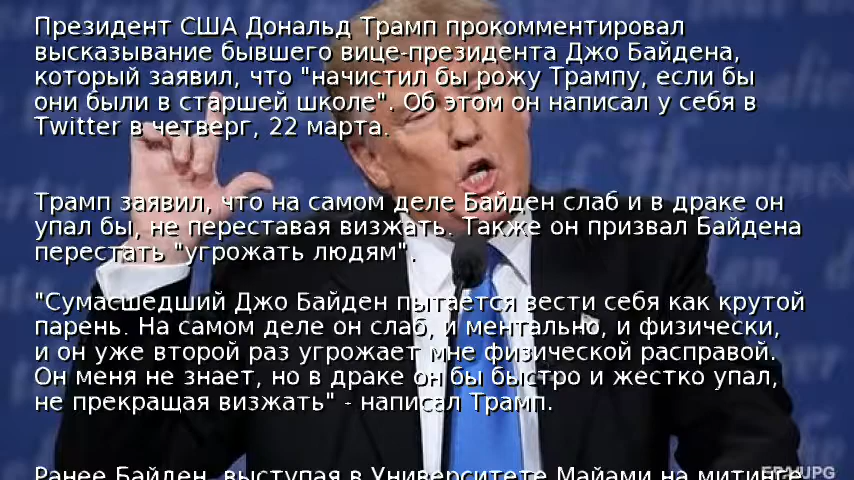 Президент США Дональд Трамп прокомментировал
высказывание бывшего вице-президента Джо Байдена,
который заявил, что "начистил бы рожу Трампу, если бы
они были в старшей школе". Об этом он написал у себя в
Twitter в четверг, 22 марта.
Трамп заявил, что на самом деле Байден слаб и в драке он
упал бы, не переставая визжать. Также он призвал Байдена
перестать "угрожать людям".
"Сумасшедший Джо Байден пытается вести себя как крутой
парень. На самом деле он слаб, и ментально, и физически,
и он уже второй раз угрожает мне физической расправой.
Он меня не знает, но в драке он бы быстро и жестко упал,
не прекращая визжать" - написал Трамп.
Ранее Байден, выступая в Университете Майами на митинге